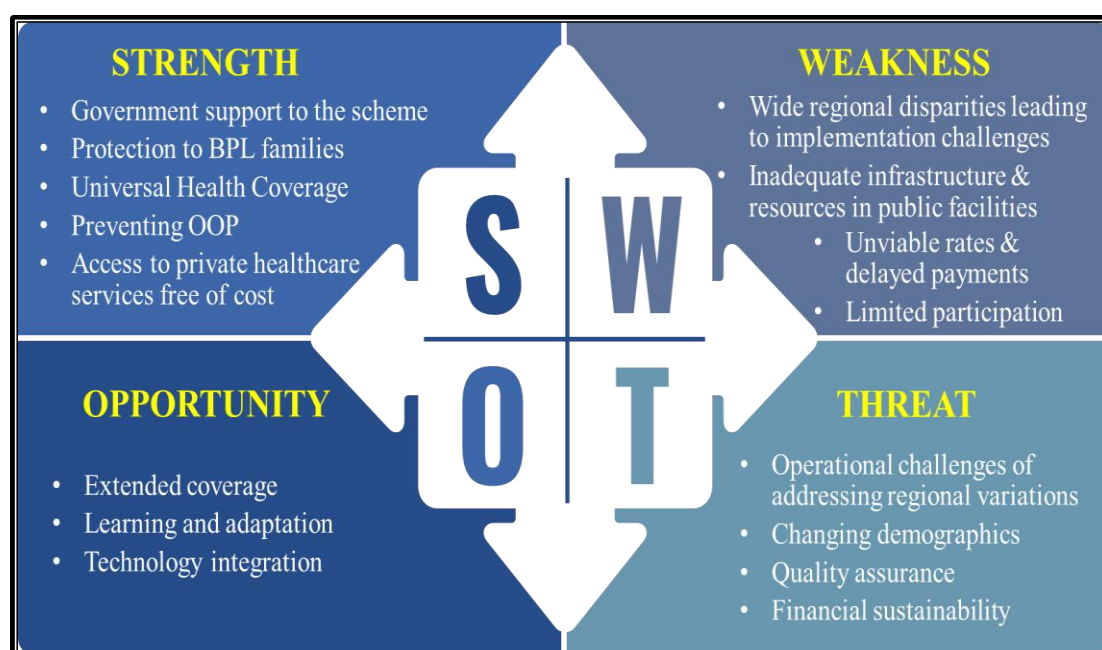 STRENGTH
• Government support to the scheme
• Protection to BPL families
• Universal Health Coverage
• Preventing OOP
• Access to private healthcare
services free of cost
WEAKNESS
• Wide regional disparities leading
to implementation challenges
• Inadequate infrastructure &
resources in public facilities
• Unviable rates &
delayed payments
• Limited participation
S W
O T
OPPORTUNITY
• Extended coverage
• Learning and adaptation
• Technology integration
THREAT
• Operational challenges of
addressing regional variations
• Changing demographics
• Quality assurance
• Financial sustainability